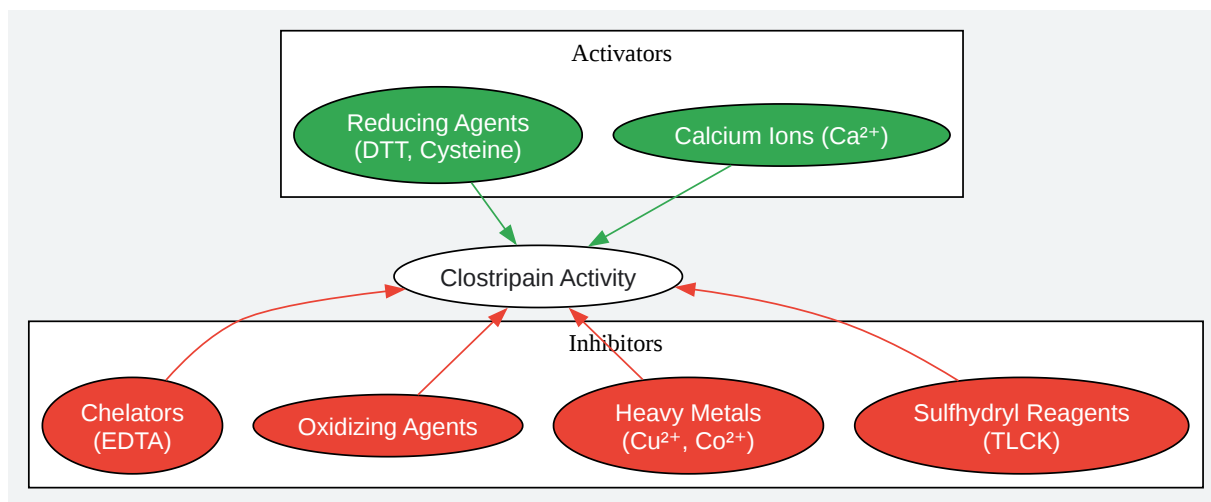 Activators
Reducing Agents
(DTT, Cysteine)
Calcium Ions (Ca²⁺)
Clostripain Activity
Inhibitors
Chelators
(EDTA)
Oxidizing Agents
Heavy Metals
(Cu²⁺, Co²⁺)
Sulfhydryl Reagents
(TLCK)